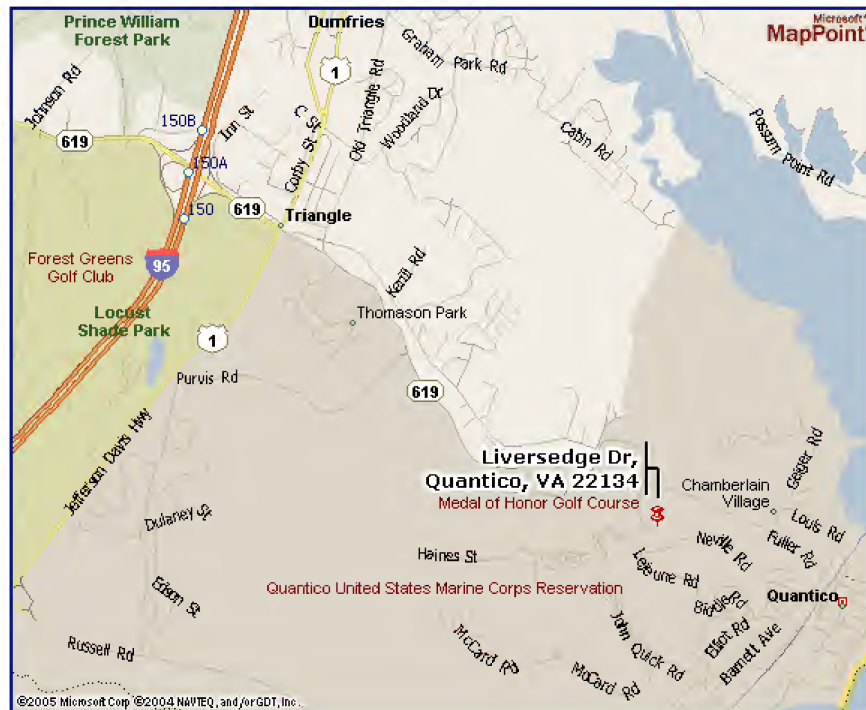 Prince William
Forest Park
Dumfries
Microsoft
MapPoint
Johnson Rd
150B
Inn St
C St
1
Graham Park Rd
Old Triangle Rd
Woodland Dr
Cabin Rd
Possum Point Rd
619
150A
Corby St
150
619
Triangle
Forest Greens
Golf Club
95
Kerill Rd
Locust
Shade Park
Thomason Park
1
Purvis Rd
619
Jefferson Davis Hwy
Liversedge Dr,
Quantico, VA 22134
Medal of Honor Golf Course
Chamberlain
Village
Geiger Rd
Dulaney St
Louis Rd
Neville Rd
Fuller Rd
Haines St
Lejeune Rd
Edson St
Quantico United States Marine Corps Reservation
Biddle Rd
Quantico
Elliot Rd
Barnett Ave
John Quick Rd
Russell Rd
McCard Rd
McCard Rd
©2005 Microsoft Corp ©2004 NAVTEQ, and/or GDT, Inc.